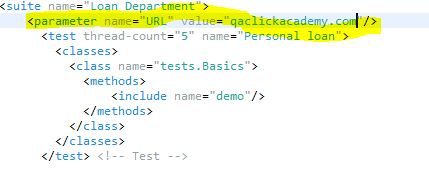 <suite name="Loan Department">
<parameter name="URL" value="qaclickacademy.com"/>
<test thread-count="5" name="Personal loan">
<classes>
<class name="tests.Basics">
<methods>
<include name="demo"/>
</methods>
</class>
</classes>
</test> <!-- Test -->